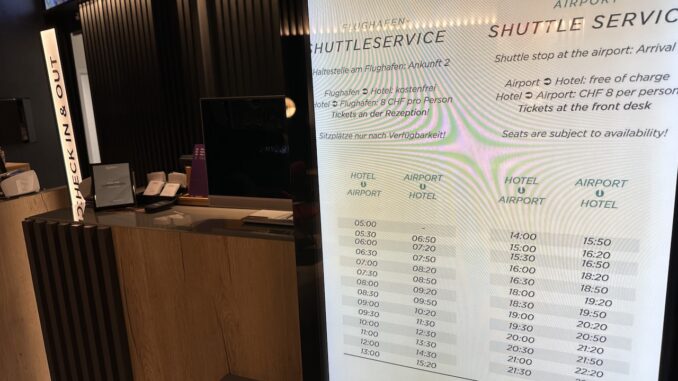 CHECK IN & OUT
FLUGHAFEN-
SHUTTLESERVICE
Haltestelle am Flughafen: Ankunft 2
Flughafen ➲ Hotel: kostenfrei
Hotel ➲ Flughafen: 8 CHF pro Person
Tickets an der Rezeption!
Sitzplätze nur nach Verfügbarkeit!
HOTEL AIRPORT
AIRPORT HOTEL
05:00 -
05:30 06:50
06:00 07:20
06:30 07:50
07:00 08:20
07:30 08:50
08:00 09:20
08:30 09:50
09:00 10:20
09:30 11:30
10:00 12:30
11:00 13:30
12:00 14:30
13:00 15:20
AIRPORT
SHUTTLE SERVICE
Shuttle stop at the airport: Arrival
Airport ➲ Hotel: free of charge
Hotel ➲ Airport: CHF 8 per person
Tickets at the front desk
Seats are subject to availability!
HOTEL AIRPORT
AIRPORT HOTEL
14:00 15:50
15:00 16:20
15:30 16:50
16:00 18:20
16:30 18:50
18:00 19:20
18:30 19:50
19:00 20:20
19:30 20:50
20:00 21:20
20:30 21:50
21:00 22:20
21:30